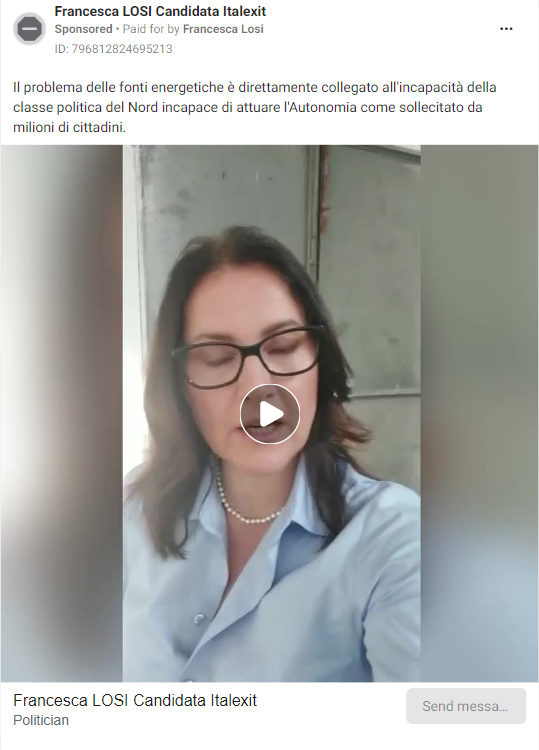 Francesca LOSI Candidata Italexit
Sponsored • Paid for by Francesca Losi
ID: 796812824695213
Il problema delle fonti energetiche è direttamente collegato all'incapacità della
classe politica del Nord incapace di attuare l'Autonomia come sollecitato da
milioni di cittadini.
Francesca LOSI Candidata Italexit
Politician
Send messa...